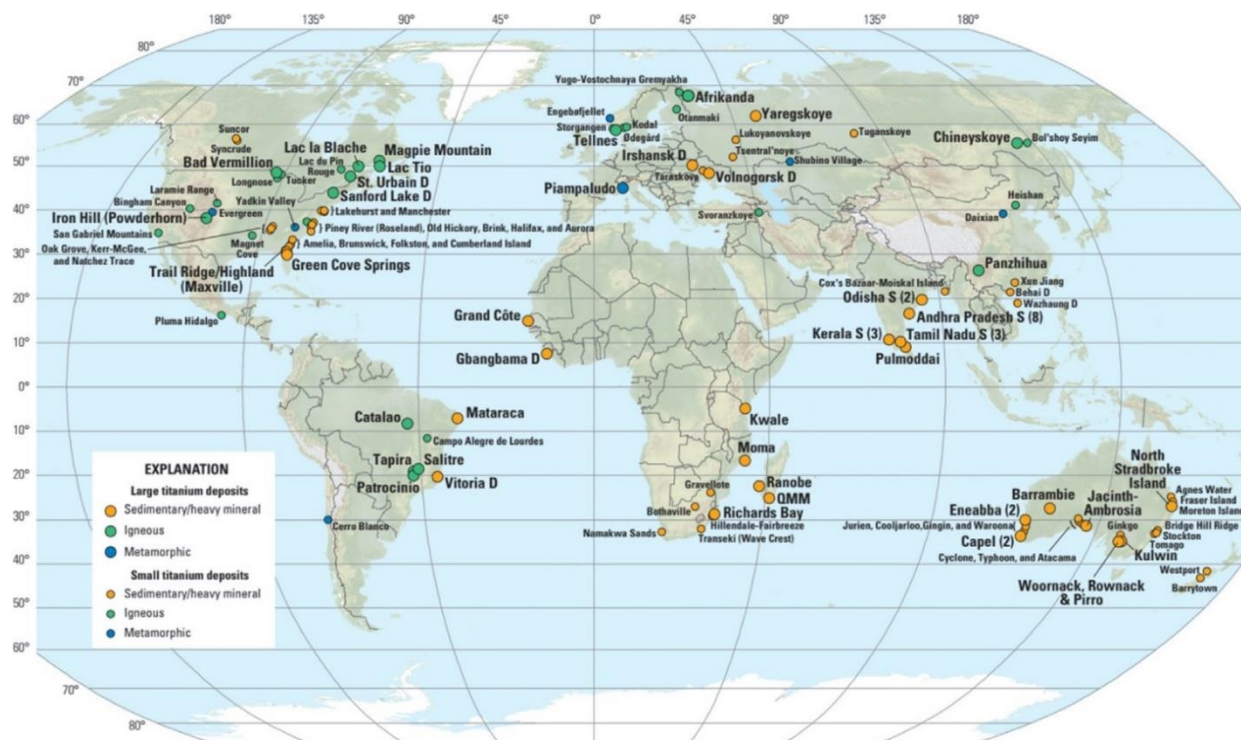 180° 135° 90° 45° 0° 45° 90° 135° 180°
80°
70°
60°
50°
40°
30°
20°
10°
0°
10°
20°
30°
40°
50°
60°
70°
80°
Suncor
Syncrude
Bad Vermillion
Longnose
Tucker
Lac la Blache
Lac du Pin
Rouge
Magpie Mountain
Lac Tio
St. Urbain D
Sanford Lake D
Laramie Range
Bingham Canyon
Yadkin Valley
Evergreen
Iron Hill (Powderhorn)
San Gabriel Mountains
Lakehurst and Manchester
Piney River (Roseland), Old Hickory, Brink, Halifax, and Aurora
Oak Grove, Kerr-McGee,
and Natchez Trace
Magnet
Cove
Amelia, Brunswick, Folkston, and Cumberland Island
Trail Ridge/Highland
(Maxville)
Green Cove Springs
Pluma Hidalgo
Catalao
Mataraca
Campo Alegre de Lourdes
Tapira
Salitre
Patrocinio
Vitoria D
Cerro Blanco
Yugo-Vostochnaya Gremyakha
Afrikanda
Otanmaki
Engebøfjellet
Storgangen
Kodal
Ødegård
Tellnes
Yaregskoye
Lukoyanovskoye
Tsentral'noye
Tuganskoye
Chineyskoye
Bol'shoy Seyim
Irshansk D
Taraskova
Volnogorsk D
Shubino Village
Piampaludo
Svoranzkoye
Heishan
Daixian
Panzhihua
Xun Jiang
Behai D
Wazhaung D
Cox's Bazaar-Moiskal Island
Odisha S (2)
Andhra Pradesh S (8)
Kerala S (3)
Tamil Nadu S (3)
Pulmoddai
Grand Côte
Gbangbama D
Kwale
Moma
Ranobe
QMM
Gravellote
Bothaville
Richards Bay
Hillendale-Fairbreeze
Namakwa Sands
Transeki (Wave Crest)
North
Stradbroke
Island
Agnes Water
Fraser Island
Moreton Island
Barrambie
Jacinth-
Ambrosia
Eneabba (2)
Jurien, Cooljarloo,Gingin, and Waroona
Capel (2)
Cyclone, Typhoon, and Atacama
Ginkgo
Bridge Hill Ridge
Stockton
Tomago
Kulwin
Woornack, Rownack
& Pirro
Westport
Barrytown
EXPLANATION
Large titanium deposits
Sedimentary/heavy mineral
Igneous
Metamorphic
Small titanium deposits
Sedimentary/heavy mineral
Igneous
Metamorphic